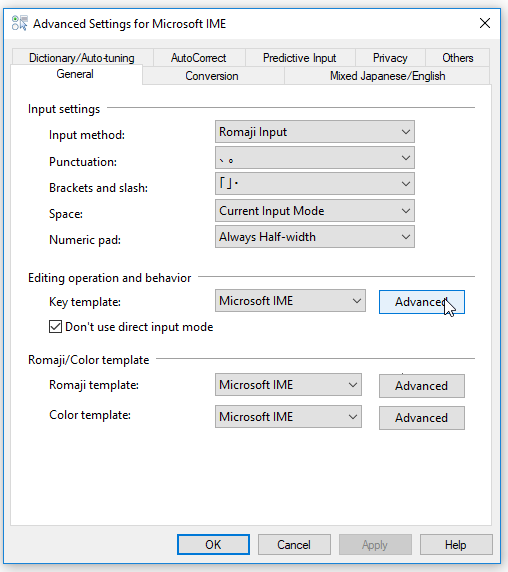 Advanced Settings for Microsoft IME
Dictionary/Auto-tuning AutoCorrect Predictive Input Privacy Others
General Conversion Mixed Japanese/English
Input settings
Input method: Romaji Input
Punctuation: 、。
Brackets and slash: 「」・
Space: Current Input Mode
Numeric pad: Always Half-width
Editing operation and behavior
Key template: Microsoft IME Advanced
Don't use direct input mode
Romaji/Color template
Romaji template: Microsoft IME Advanced
Color template: Microsoft IME Advanced
OK Cancel Apply Help